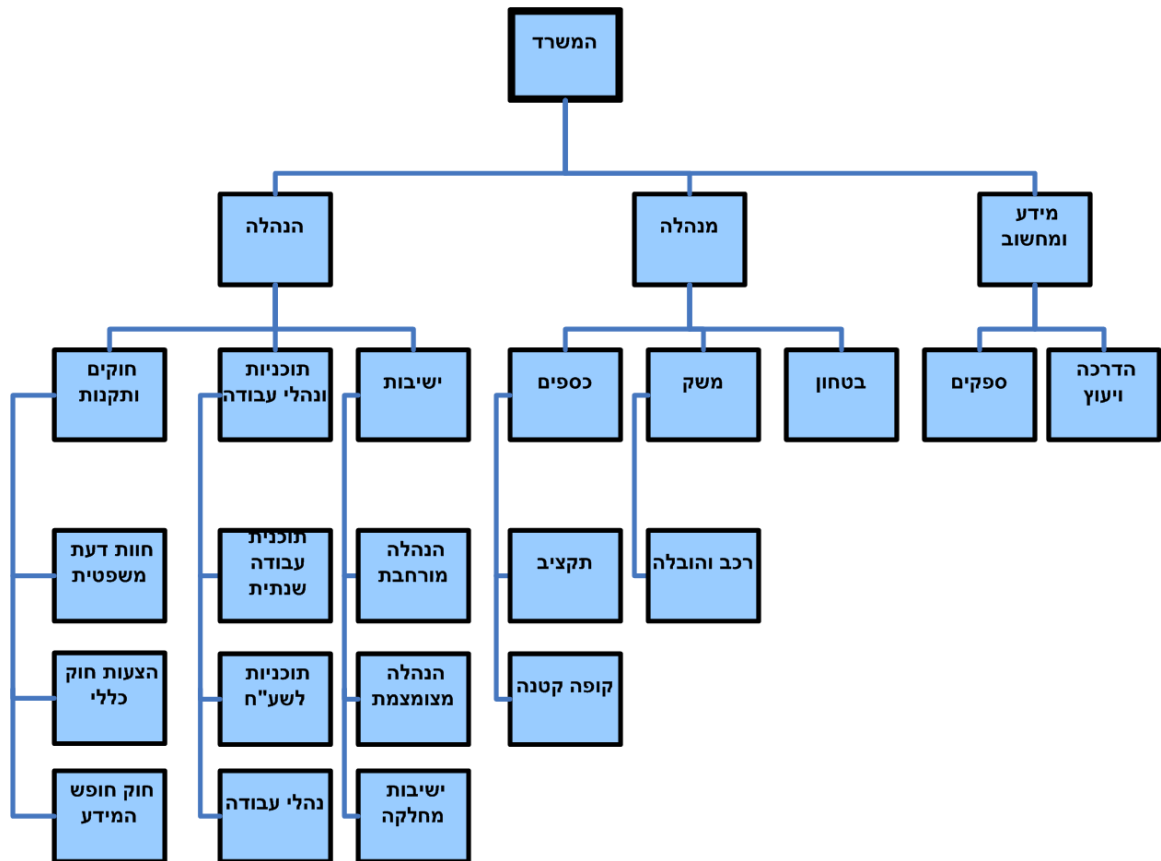 המשרד
מידע
ומחשוב
מנהלה
הנהלה
הדרכה
ויעוץ
ספקים
בטחון
משק
כספים
ישיבות
תוכניות
ונהלי עבודה
חוקים
ותקנות
רכב והובלה
תקציב
הנהלה
מורחבת
תוכנית
עבודה
שנתית
חוות דעת
משפטית
קופה קטנה
הנהלה
מצומצמת
תוכניות
לשע"ח
הצעות חוק
כללי
ישיבות
מחלקה
נהלי עבודה
חוק חופש
המידע